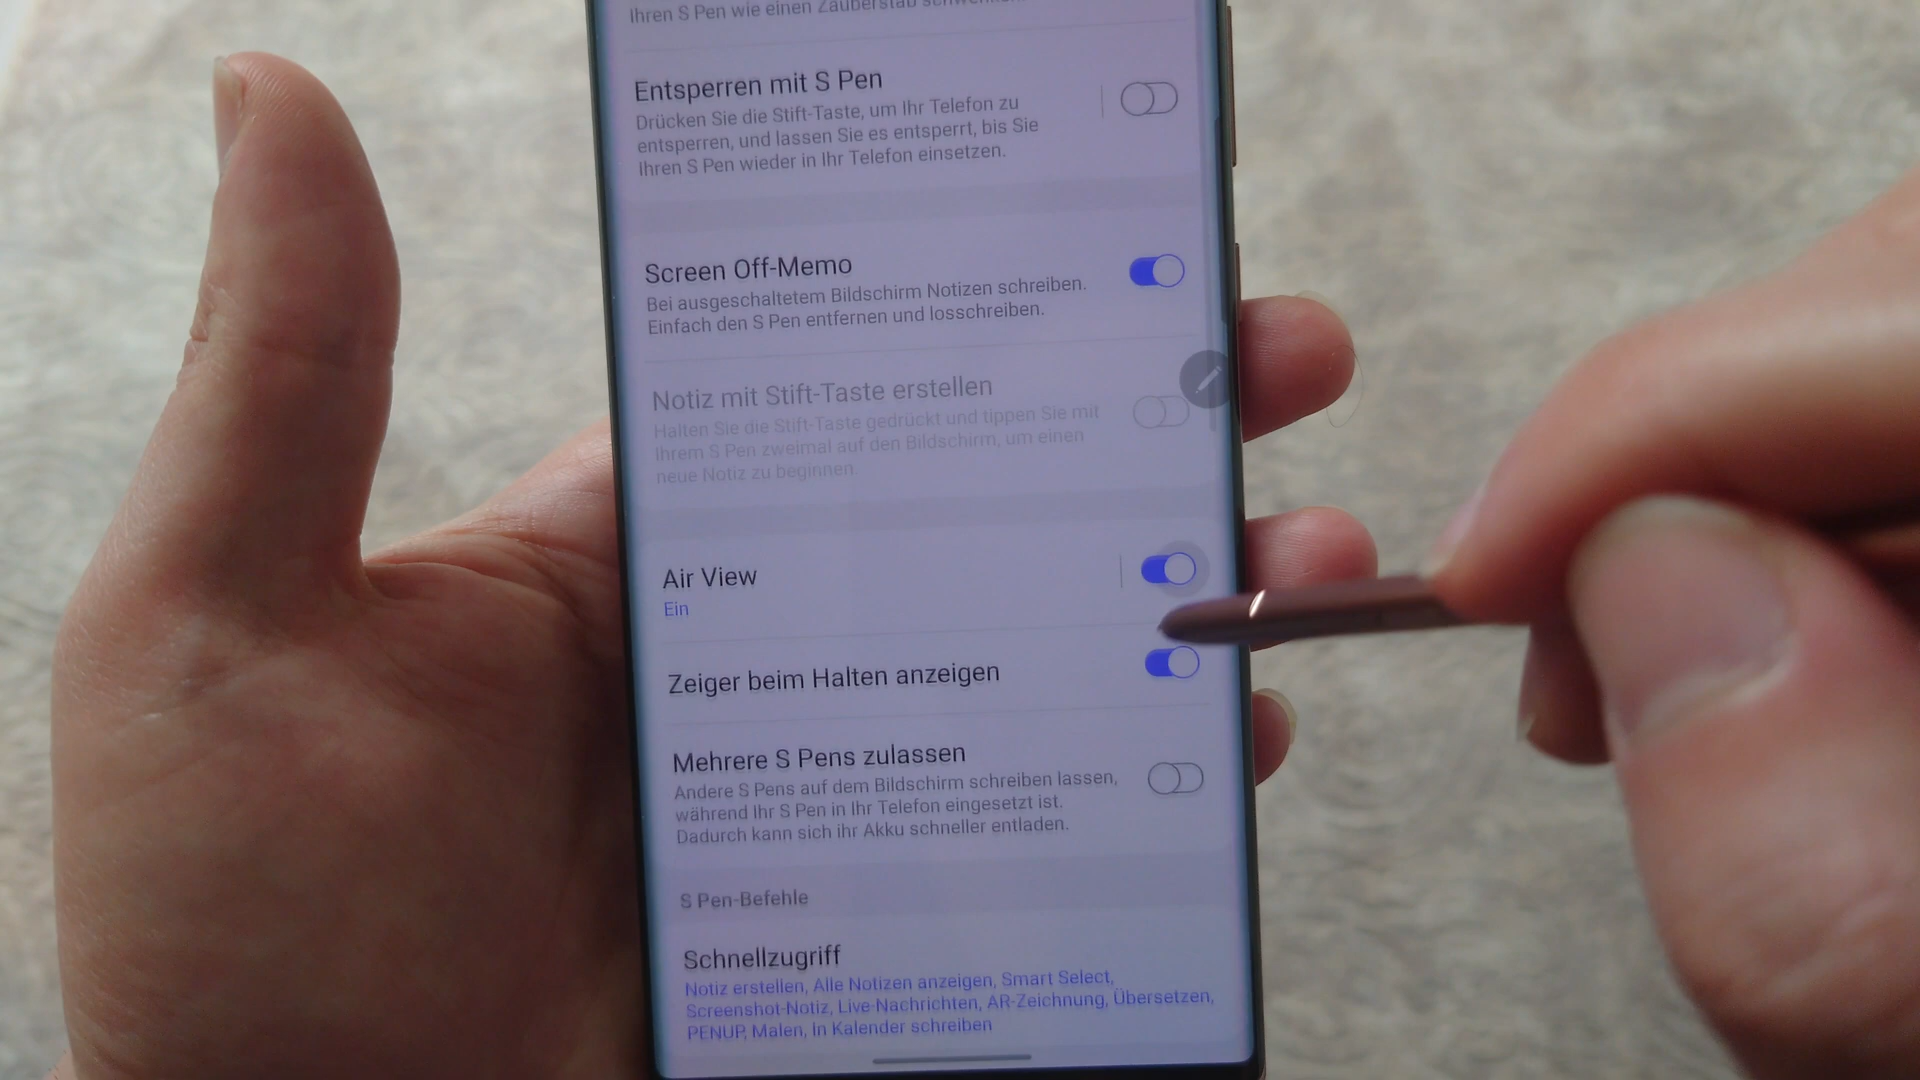 Ihren S Pen wie einen Zauberstab schwenken.
Entsperren mit S Pen
Drücken Sie die Stift-Taste, um Ihr Telefon zu
entsperren, und lassen Sie es entsperrt, bis Sie
Ihren S Pen wieder in Ihr Telefon einsetzen.
Screen Off-Memo
Bei ausgeschaltetem Bildschirm Notizen schreiben.
Einfach den S Pen entfernen und losschreiben.
Notiz mit Stift-Taste erstellen
Halten Sie die Stift-Taste gedrückt und tippen Sie mit
Ihrem S Pen zweimal auf den Bildschirm, um einen
neue Notiz zu beginnen.
Air View
Ein
Zeiger beim Halten anzeigen
Mehrere S Pens zulassen
Andere S Pens auf dem Bildschirm schreiben lassen,
während Ihr S Pen in Ihr Telefon eingesetzt ist.
Dadurch kann sich ihr Akku schneller entladen.
S Pen-Befehle
Schnellzugriff
Notiz erstellen, Alle Notizen anzeigen, Smart Select,
Screenshot-Notiz, Live-Nachrichten, AR-Zeichnung, Übersetzen,
PENUP, Malen, In Kalender schreiben